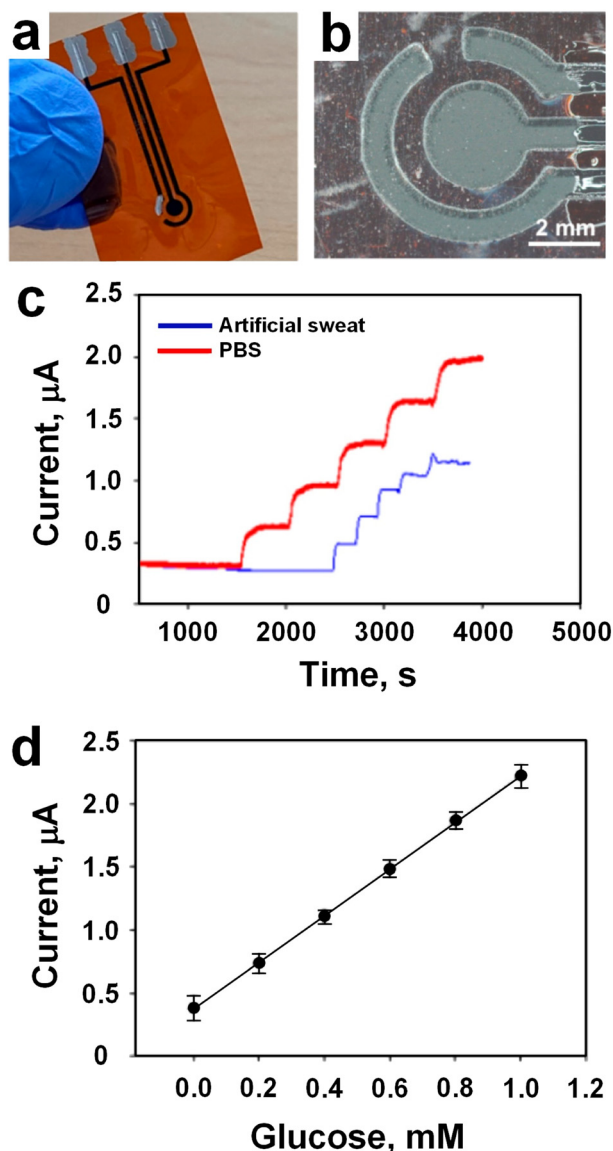 a
b
2 mm
c
2.5
2.0
1.5
1.0
0.5
0
Current, μA
Artificial sweat
PBS
1000 2000 3000 4000 5000
Time, s
d
2.5
2.0
1.5
1.0
0.5
0
Current, μA
0.0 0.2 0.4 0.6 0.8 1.0 1.2
Glucose, mM